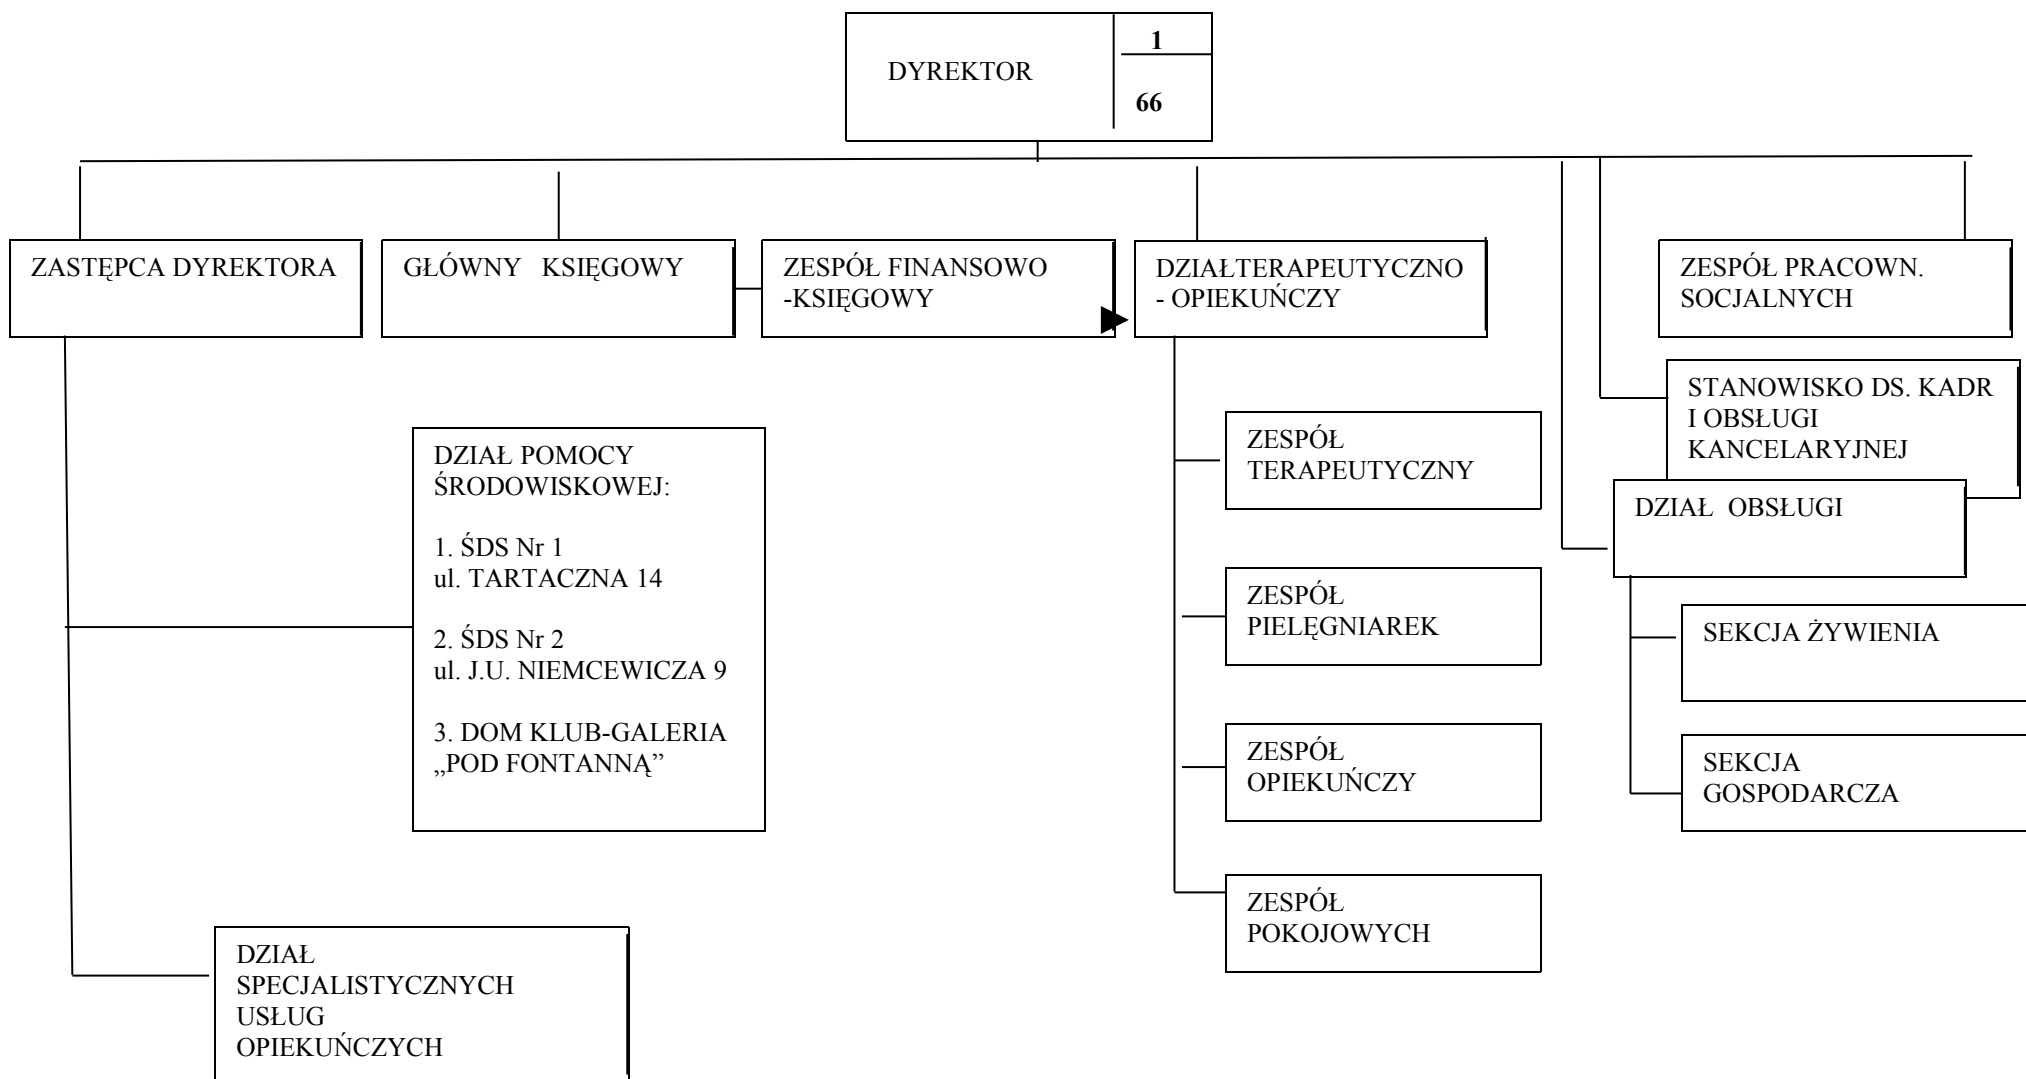 DYREKTOR
1
66
ZASTĘPCA DYREKTORA
GŁÓWNY KSIĘGOWY
ZESPÓŁ FINANSOWO
-KSIĘGOWY
DZIAŁTERAPEUTYCZNO
- OPIEKUŃCZY
ZESPÓŁ PRACOWN.
SOCJALNYCH
STANOWISKO DS. KADR
I OBSŁUGI
KANCELARYJNEJ
DZIAŁ POMOCY
ŚRODOWISKOWEJ:
1. ŚDS Nr 1
ul. TARTACZNA 14
2. ŚDS Nr 2
ul. J.U. NIEMCEWICZA 9
3. DOM KLUB-GALERIA
„POD FONTANNĄ”
ZESPÓŁ
TERAPEUTYCZNY
ZESPÓŁ
PIELĘGNIAREK
ZESPÓŁ
OPIEKUŃCZY
ZESPÓŁ
POKOJOWYCH
DZIAŁ OBSŁUGI
SEKCJA ŻYWIENIA
SEKCJA
GOSPODARCZA
DZIAŁ
SPECJALISTYCZNYCH
USŁUG
OPIEKUŃCZYCH